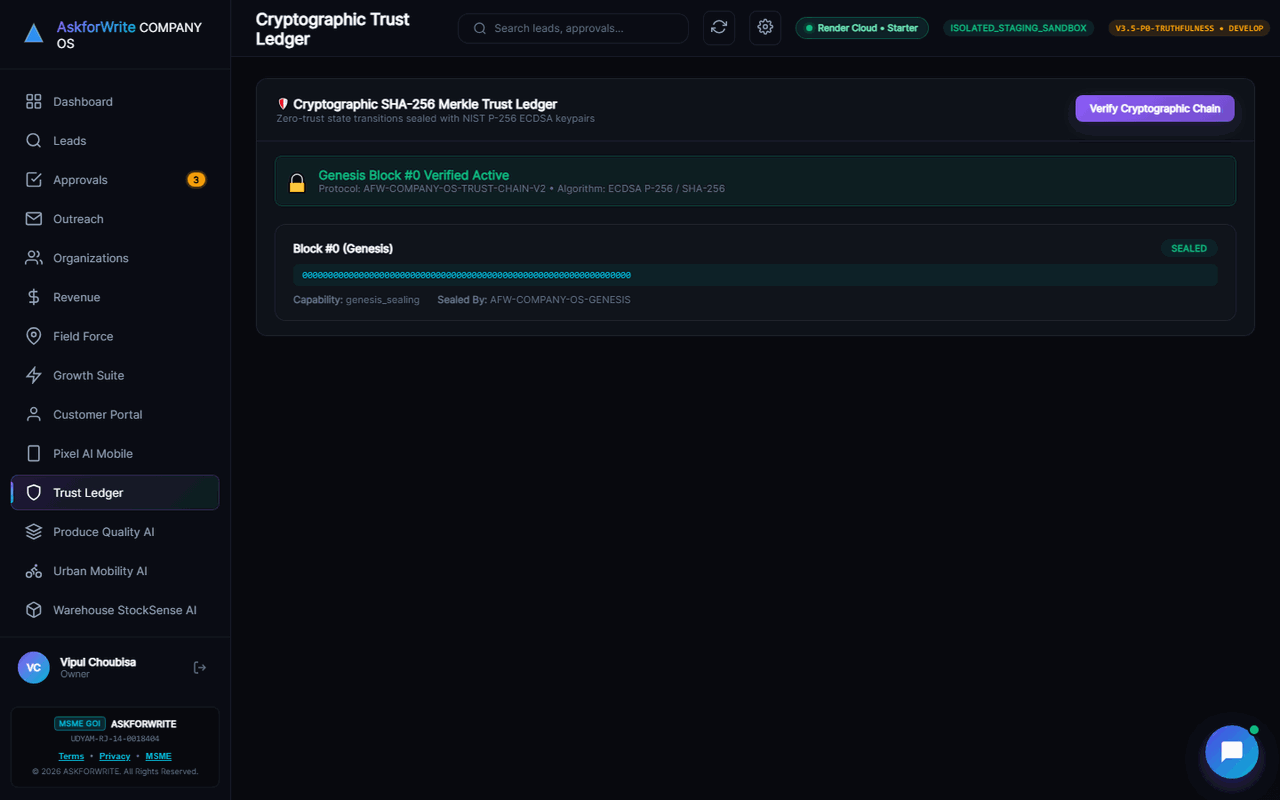 AskforWrite COMPANY OS
Dashboard
Leads
Approvals 3
Outreach
Organizations
Revenue
Field Force
Growth Suite
Customer Portal
Pixel AI Mobile
Trust Ledger
Produce Quality AI
Urban Mobility AI
Warehouse StockSense AI
VC Vipul Choubisa
Owner
MSME GOI ASKFORWRITE
UDYAM-RJ-14-0018404
Terms • Privacy • MSME
© 2026 ASKFORWRITE. All Rights Reserved.
Cryptographic Trust Ledger
Search leads, approvals...
Render Cloud • Starter
ISOLATED_STAGING_SANDBOX
V3.5-P0-TRUTHFULNESS • DEVELOP
Cryptographic SHA-256 Merkle Trust Ledger
Zero-trust state transitions sealed with NIST P-256 ECDSA keypairs
Verify Cryptographic Chain
Genesis Block #0 Verified Active
Protocol: AFW-COMPANY-OS-TRUST-CHAIN-V2 • Algorithm: ECDSA P-256 / SHA-256
Block #0 (Genesis)
SEALED
0000000000000000000000000000000000000000000000000000000000000000
Capability: genesis_sealing Sealed By: AFW-COMPANY-OS-GENESIS